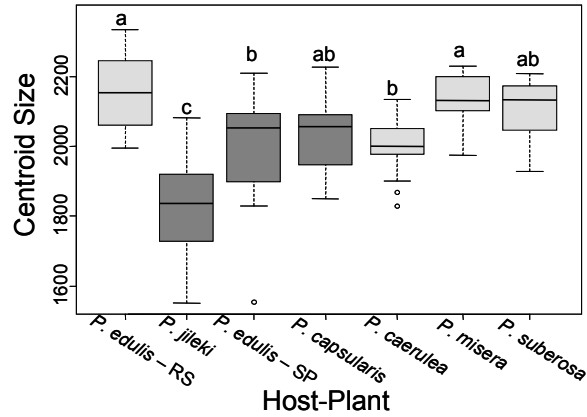 a
c
b
ab
b
a
ab
Centroid Size
2200
2000
1800
1600
P. edulis – RS
P. jileki
P. edulis – SP
P. capsularis
P. caerulea
P. misera
P. suberosa
Host-Plant